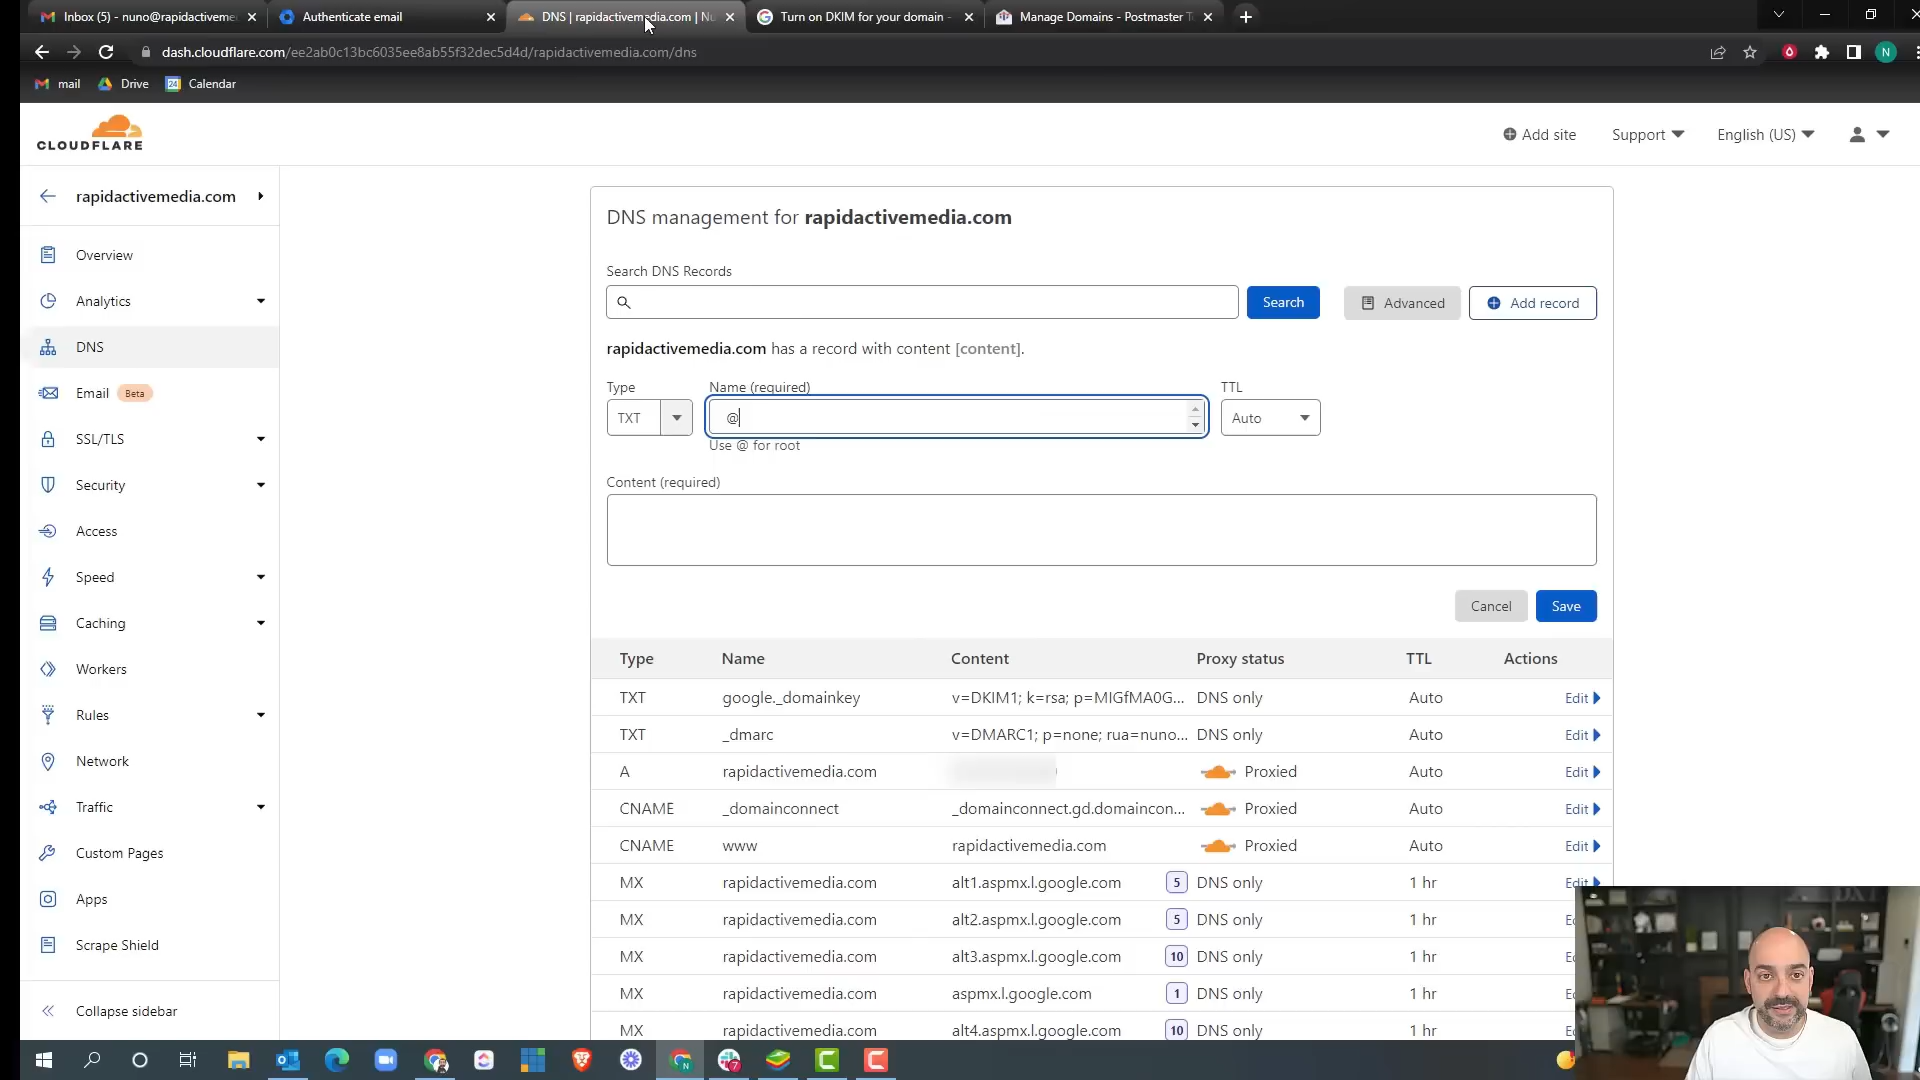 Inbox (5) - nuno@rapidactiveme
Authenticate email
DNS | rapidactivemedia.com | Nu
Turn on DKIM for your domain -
Manage Domains - Postmaster T
dash.cloudflare.com/ee2ab0c13bc6035ee8ab55f32dec5d4d/rapidactivemedia.com/dns
N
mail
Drive
Calendar
CLOUDFLARE
Add site
Support
English (US)
rapidactivemedia.com
Overview
Analytics
DNS
Email Beta
SSL/TLS
Security
Access
Speed
Caching
Workers
Rules
Network
Traffic
Custom Pages
Apps
Scrape Shield
Collapse sidebar
DNS management for rapidactivemedia.com
Search DNS Records
Search
Advanced
Add record
rapidactivemedia.com has a record with content [content].
Type Name (required) TTL
TXT @ Auto
Use @ for root
Content (required)
Cancel Save
Type Name Content Proxy status TTL Actions
TXT google._domainkey v=DKIM1; k=rsa; p=MIGfMA0G... DNS only Auto Edit
TXT _dmarc v=DMARC1; p=none; rua=nuno... DNS only Auto Edit
A rapidactivemedia.com Proxied Auto Edit
CNAME _domainconnect _domainconnect.gd.domaincon... Proxied Auto Edit
CNAME www rapidactivemedia.com Proxied Auto Edit
MX rapidactivemedia.com alt1.aspmx.l.google.com 5 DNS only 1 hr Edit
MX rapidactivemedia.com alt2.aspmx.l.google.com 5 DNS only 1 hr
MX rapidactivemedia.com alt3.aspmx.l.google.com 10 DNS only 1 hr
MX rapidactivemedia.com aspmx.l.google.com 1 DNS only 1 hr
MX rapidactivemedia.com alt4.aspmx.l.google.com 10 DNS only 1 hr